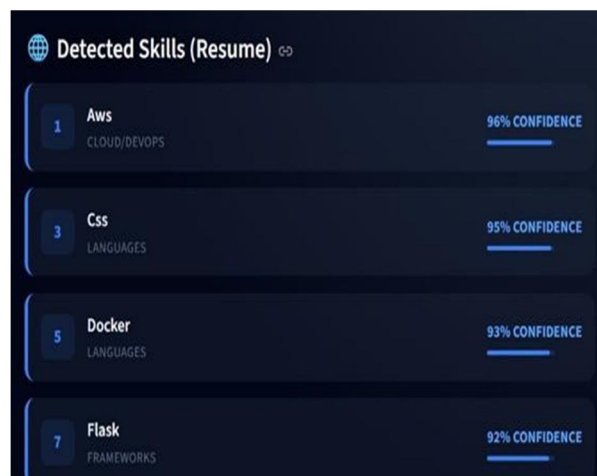 Detected Skills (Resume)
1
Aws
CLOUD/DEVOPS
96% CONFIDENCE
3
Css
LANGUAGES
95% CONFIDENCE
5
Docker
LANGUAGES
93% CONFIDENCE
7
Flask
FRAMEWORKS
92% CONFIDENCE